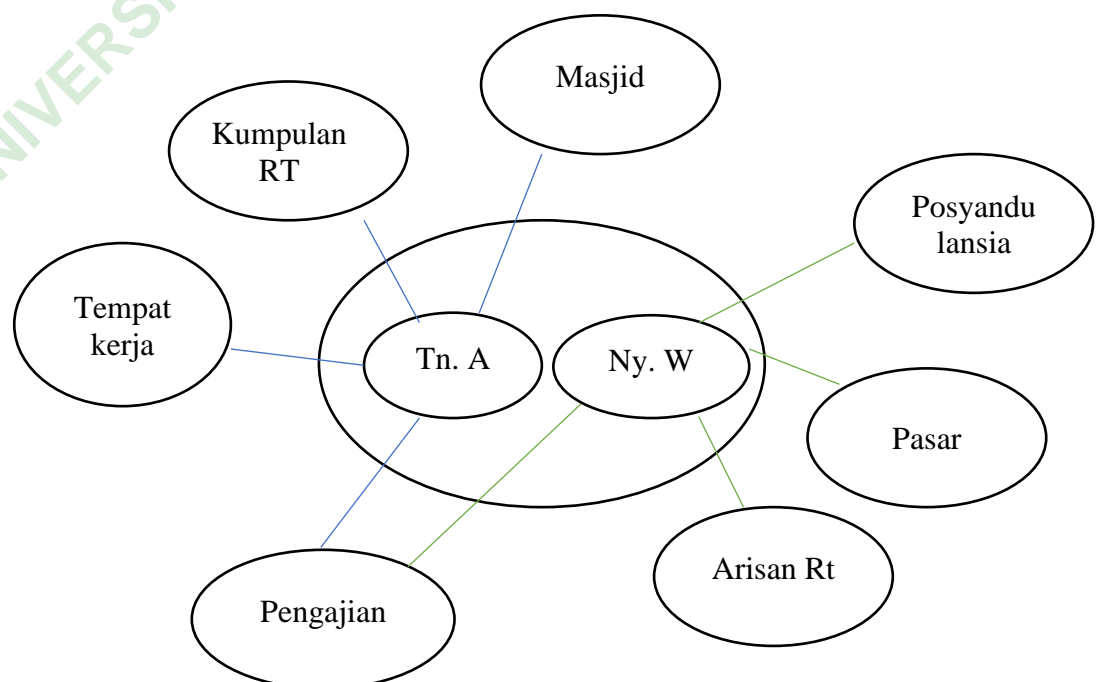 Masjid
Kumpulan
RT
Posyandu
lansia
Tempat
kerja
Tn. A
Ny. W
Pasar
Arisan Rt
Pengajian